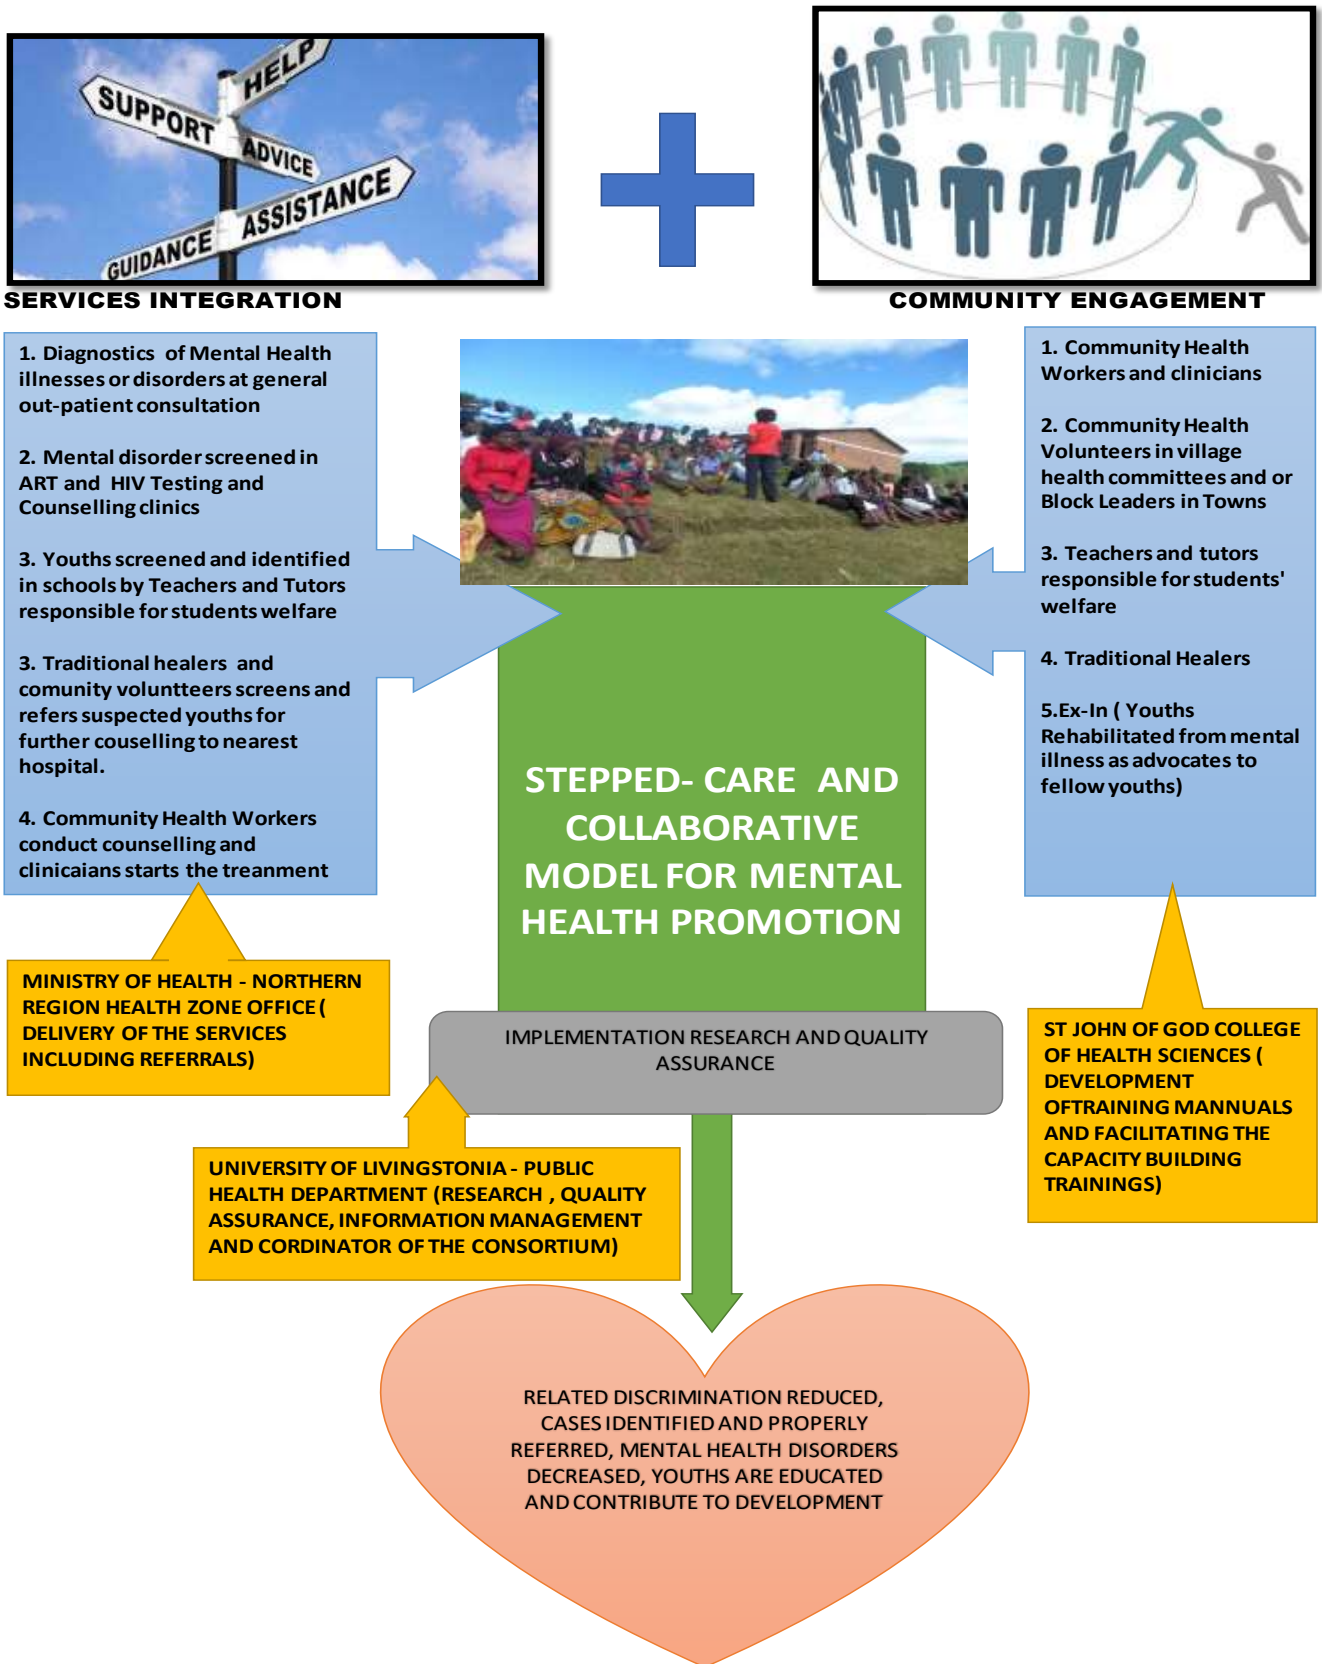 HELP
SUPPORT
ADVICE
ASSISTANCE
GUIDANCE
SERVICES INTEGRATION
COMMUNITY ENGAGEMENT
1. Diagnostics of Mental Health
illnesses or disorders at general
out-patient consultation
2. Mental disorder screened in
ART and HIV Testing and
Counselling clinics
3. Youths screened and identified
in schools by Teachers and Tutors
responsible for students welfare
3. Traditional healers and
comunity voluntteers screens and
refers suspected youths for
further couselling to nearest
hospital.
4. Community Health Workers
conduct counselling and
clinicaians starts the treanment
1. Community Health
Workers and clinicians
2. Community Health
Volunteers in village
health committees and or
Block Leaders in Towns
3. Teachers and tutors
responsible for students'
welfare
4. Traditional Healers
5.Ex-In ( Youths
Rehabilitated from mental
illness as advocates to
fellow youths)
STEPPED- CARE AND
COLLABORATIVE
MODEL FOR MENTAL
HEALTH PROMOTION
MINISTRY OF HEALTH - NORTHERN
REGION HEALTH ZONE OFFICE (
DELIVERY OF THE SERVICES
INCLUDING REFERRALS)
IMPLEMENTATION RESEARCH AND QUALITY
ASSURANCE
ST JOHN OF GOD COLLEGE
OF HEALTH SCIENCES (
DEVELOPMENT
OFTRAINING MANNUALS
AND FACILITATING THE
CAPACITY BUILDING
TRAININGS)
UNIVERSITY OF LIVINGSTONIA - PUBLIC
HEALTH DEPARTMENT (RESEARCH , QUALITY
ASSURANCE, INFORMATION MANAGEMENT
AND CORDINATOR OF THE CONSORTIUM)
RELATED DISCRIMINATION REDUCED,
CASES IDENTIFIED AND PROPERLY
REFERRED, MENTAL HEALTH DISORDERS
DECREASED, YOUTHS ARE EDUCATED
AND CONTRIBUTE TO DEVELOPMENT